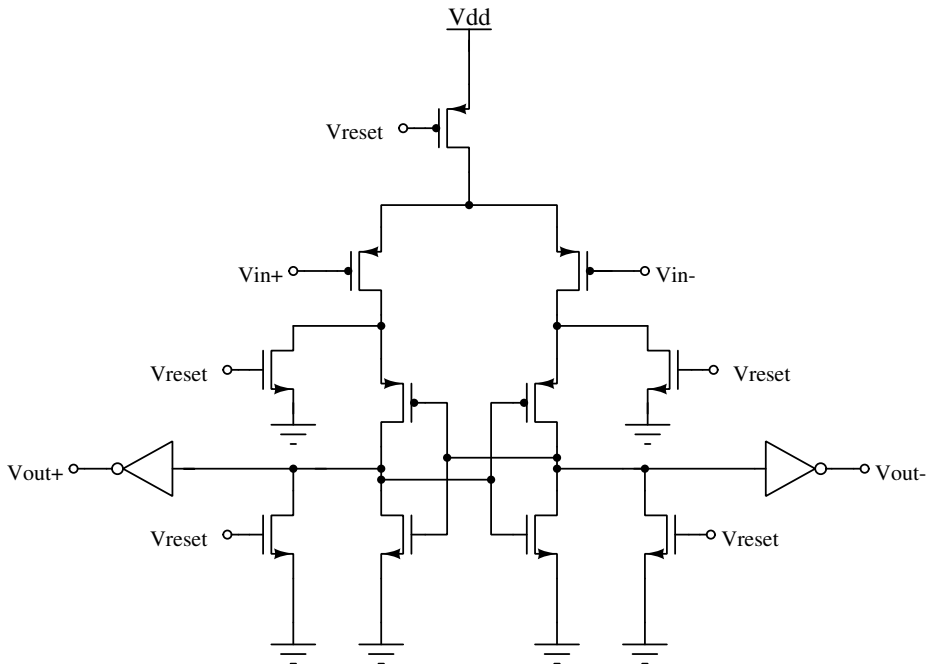 Vdd
Vreset
Vin+
Vin-
Vreset
Vreset
Vout+
Vout-
Vreset
Vreset